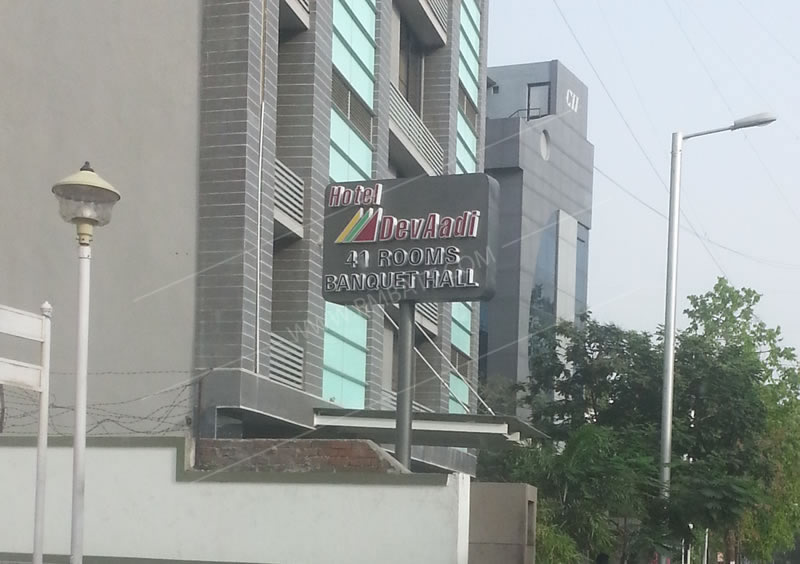 Hotel
DevAadi
41 ROOMS
BANQUET HALL